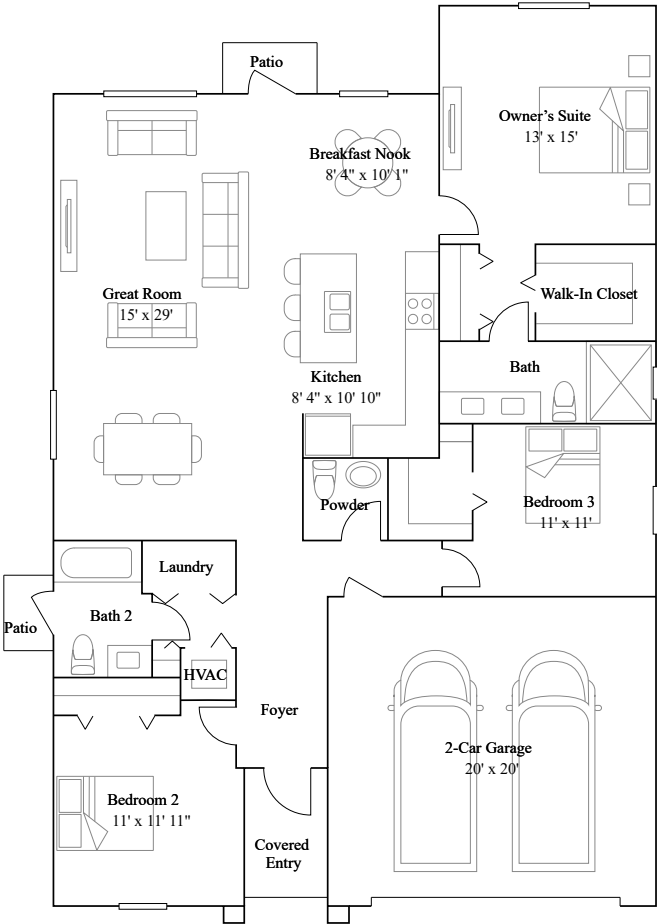 Patio
Owner's Suite
13' x 15'
Breakfast Nook
8' 4" x 10' 1"
Great Room
15' x 29'
Walk-In Closet
Kitchen
8' 4" x 10' 10"
Bath
Powder
Bedroom 3
11' x 11'
Laundry
Bath 2
Patio
HVAC
Foyer
2-Car Garage
20' x 20'
Bedroom 2
11' x 11' 11"
Covered
Entry